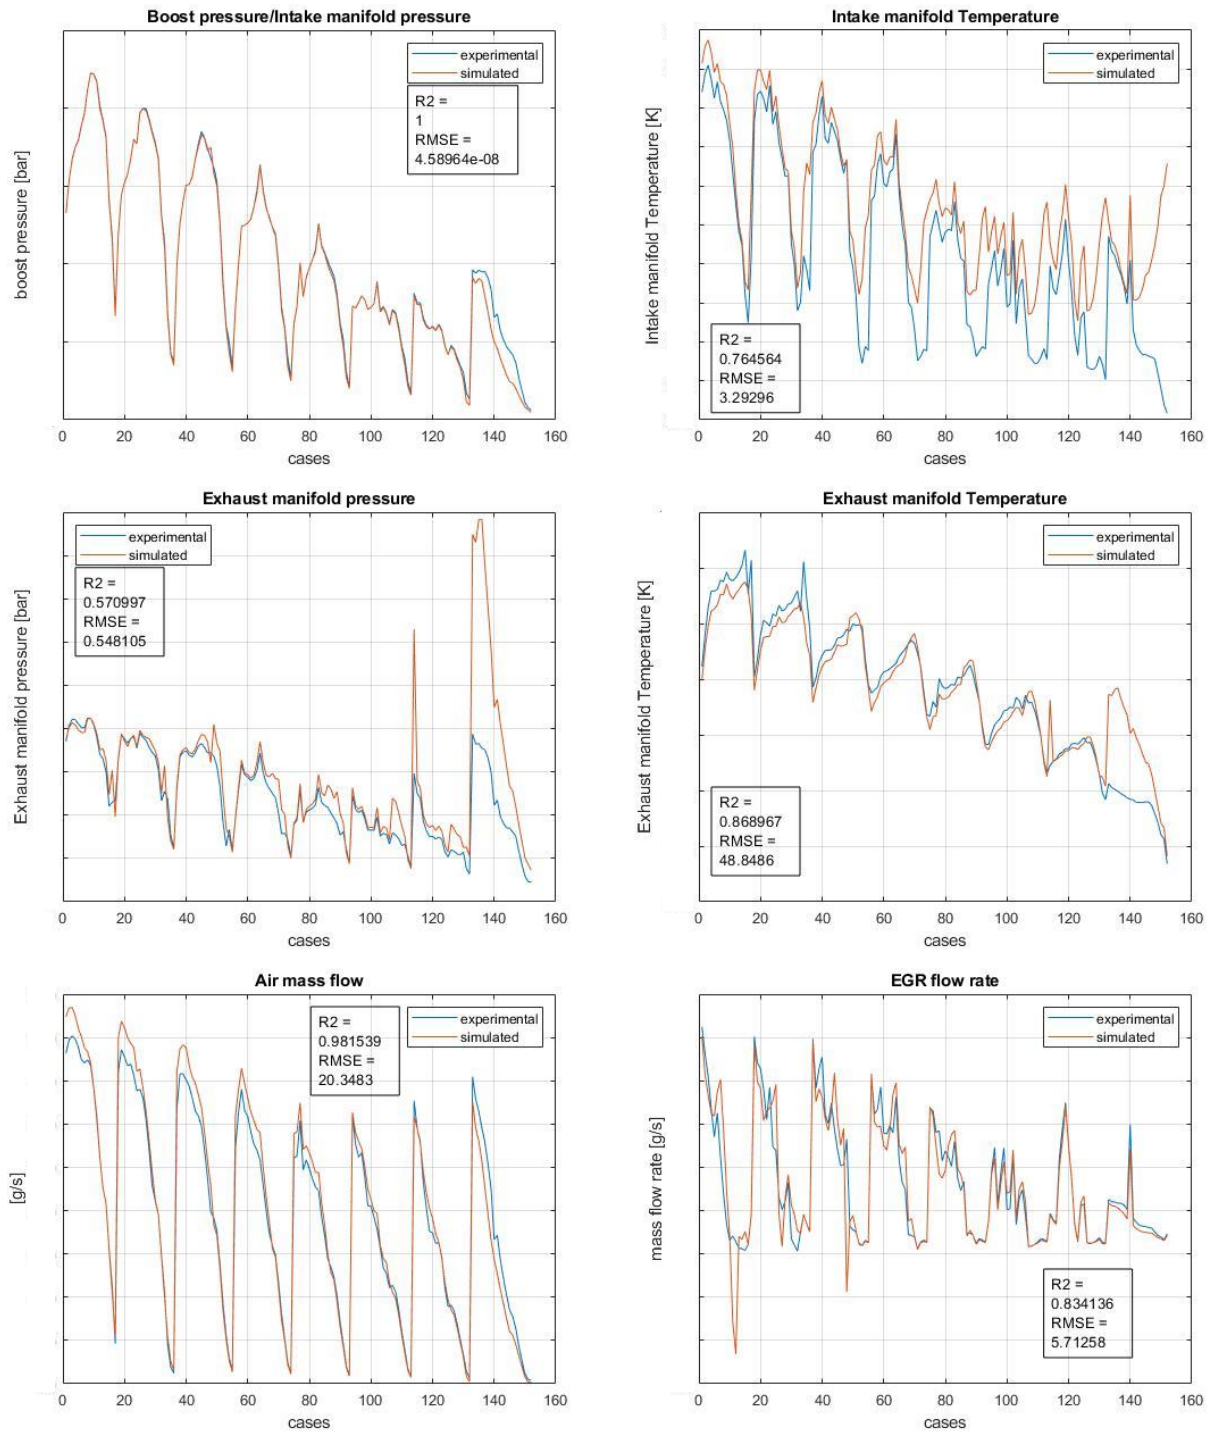 Boost pressure/Intake manifold pressure
experimental
simulated
R2 =
1
RMSE =
4.58964e-08
boost pressure [bar]
0 20 40 60 80 100 120 140 160
cases
Intake manifold Temperature
experimental
simulated
Intake manifold Temperature [K]
R2 =
0.764564
RMSE =
3.29296
0 20 40 60 80 100 120 140 160
cases
Exhaust manifold pressure
experimental
simulated
R2 =
0.570997
RMSE =
0.548105
Exhaust manifold pressure [bar]
0 20 40 60 80 100 120 140 160
cases
Exhaust manifold Temperature
experimental
simulated
Exhaust manifold Temperature [K]
R2 =
0.868967
RMSE =
48.8486
0 20 40 60 80 100 120 140 160
cases
Air mass flow
R2 =
0.981539
RMSE =
20.3483
experimental
simulated
[g/s]
0 20 40 60 80 100 120 140 160
cases
EGR flow rate
experimental
simulated
mass flow rate [g/s]
R2 =
0.834136
RMSE =
5.71258
0 20 40 60 80 100 120 140 160
cases